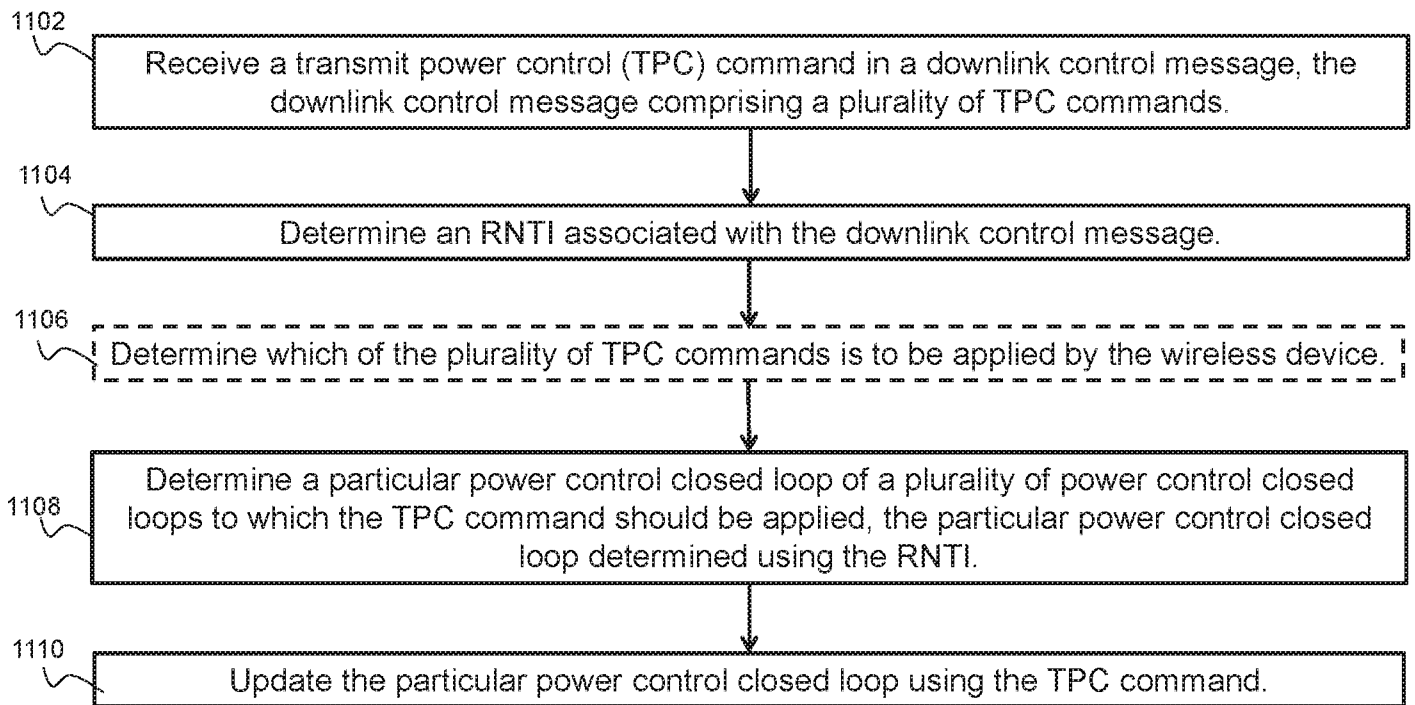 1102
Receive a transmit power control (TPC) command in a downlink control message, the
downlink control message comprising a plurality of TPC commands.
1104
Determine an RNTI associated with the downlink control message.
1106
Determine which of the plurality of TPC commands is to be applied by the wireless device.
1108
Determine a particular power control closed loop of a plurality of power control closed
loops to which the TPC command should be applied, the particular power control closed
loop determined using the RNTI.
1110
Update the particular power control closed loop using the TPC command.